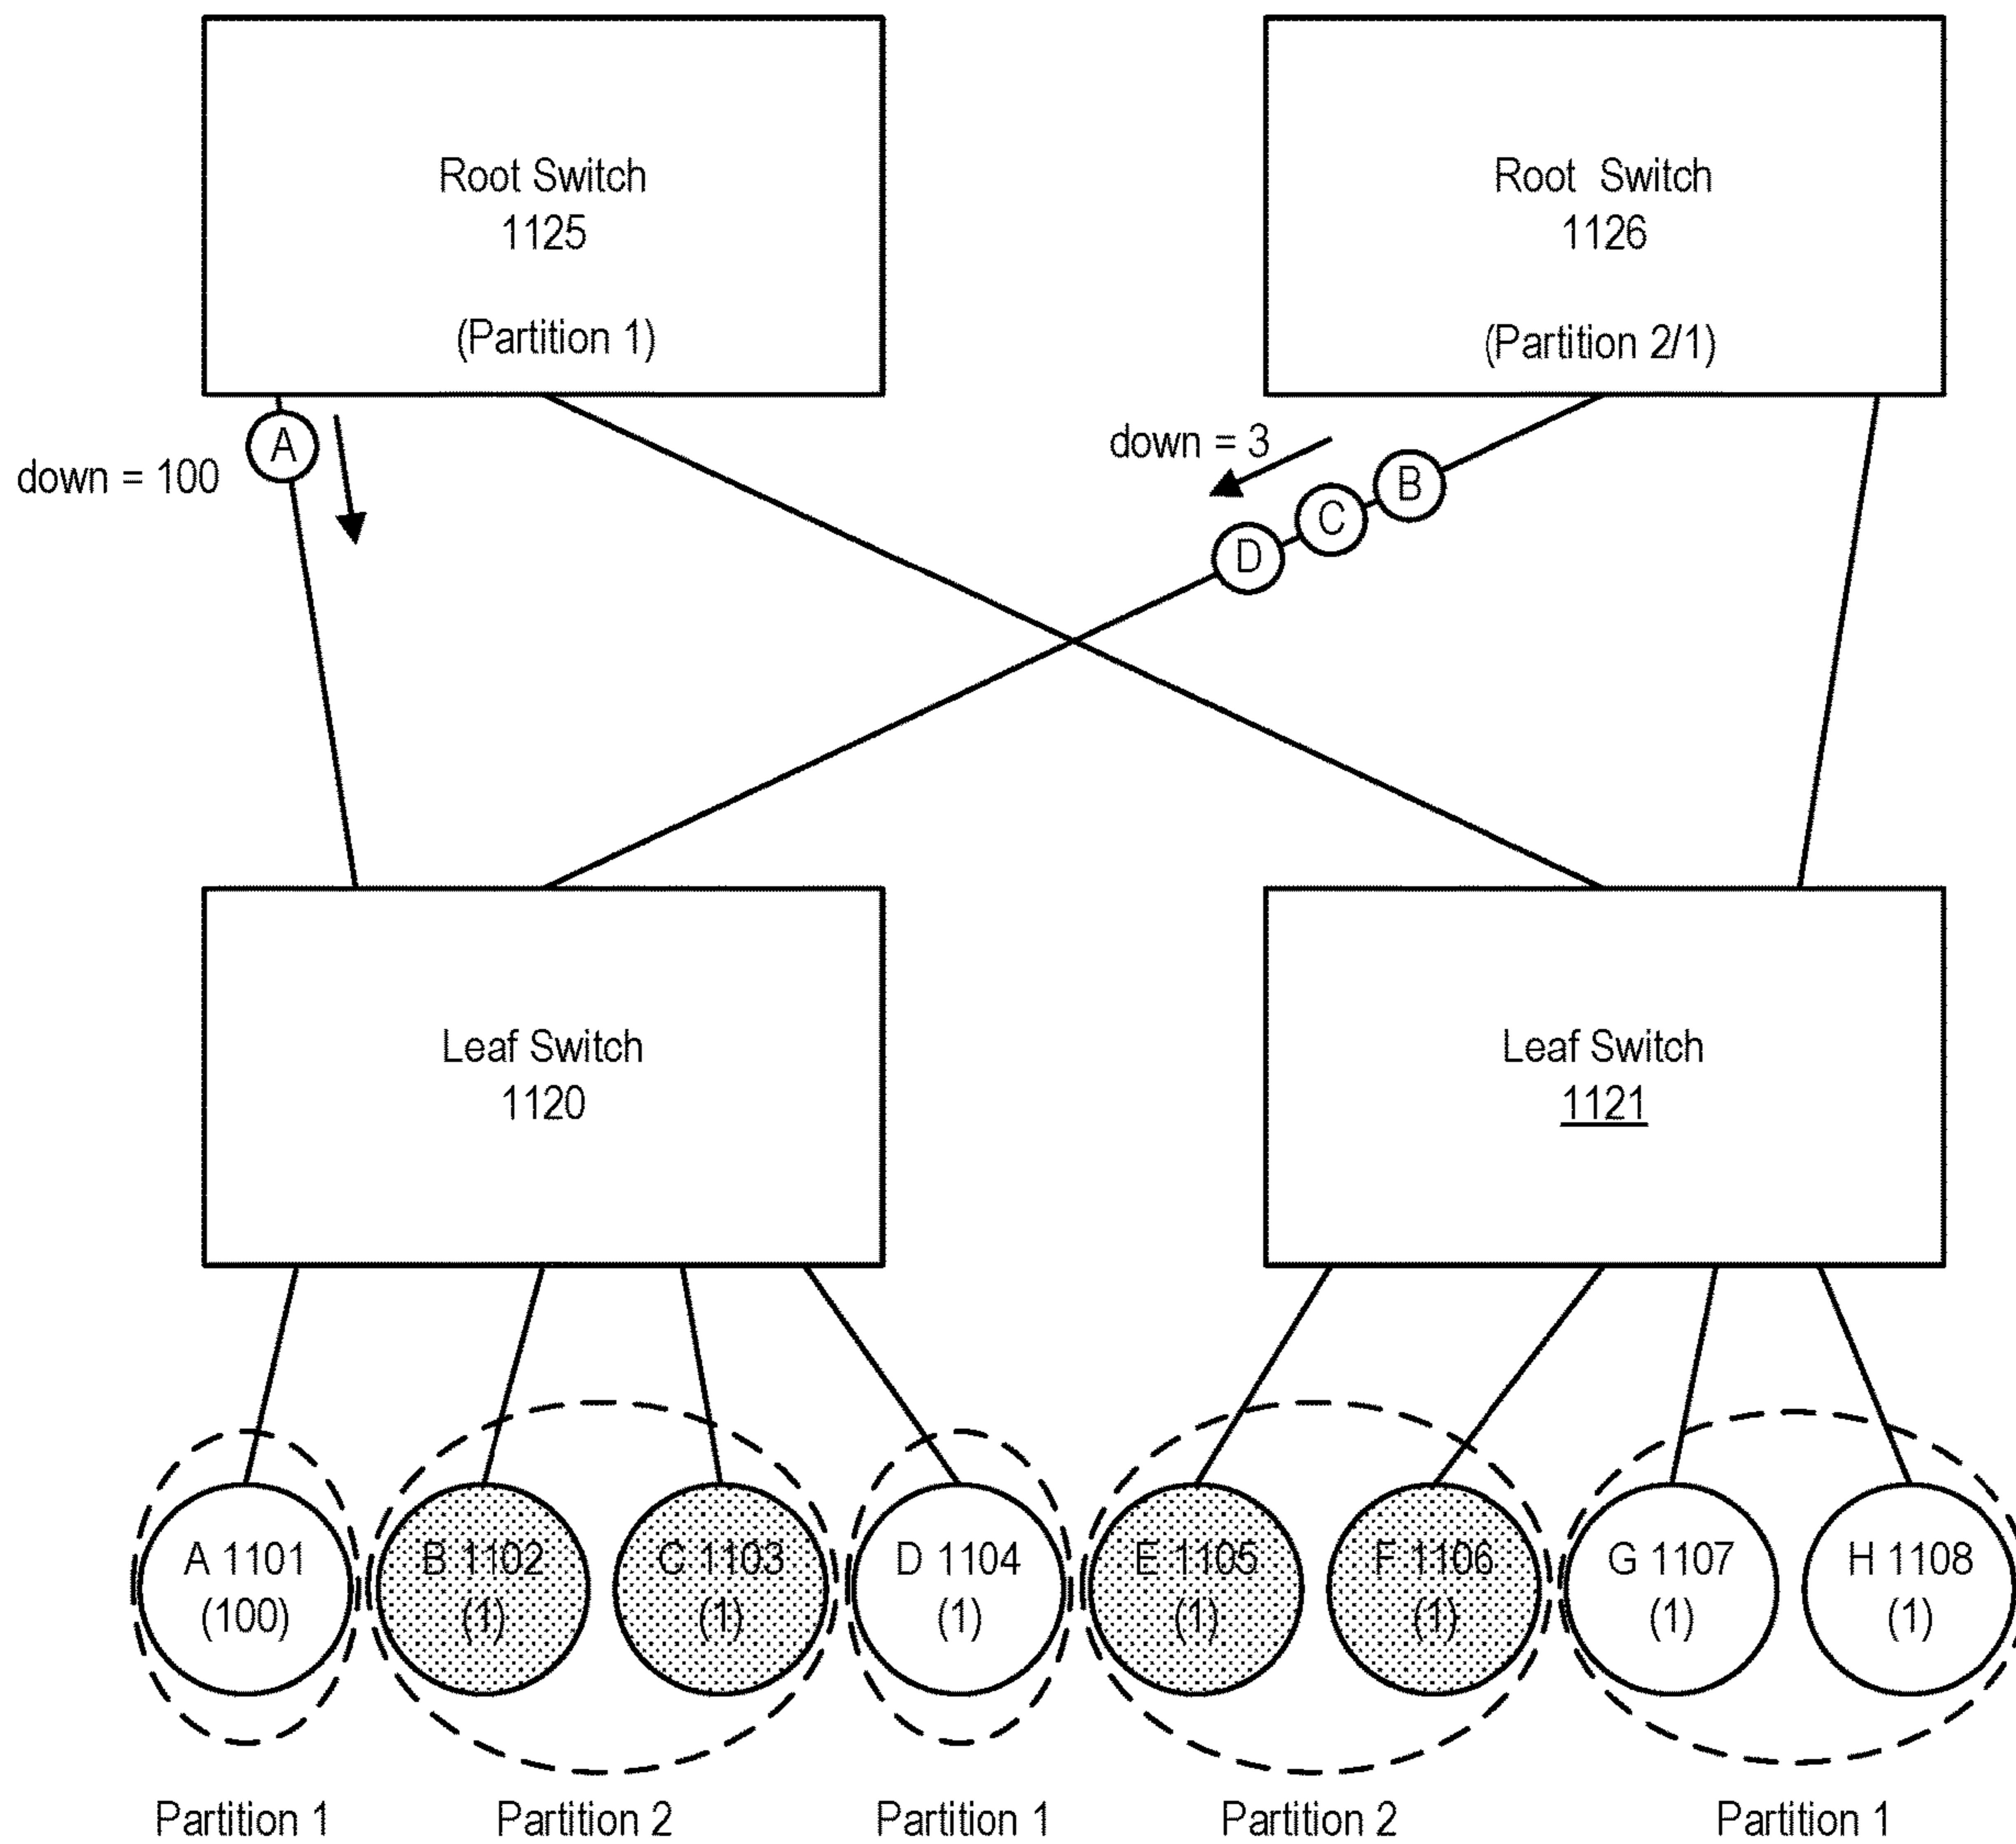 Root Switch
1125
(Partition 1)
Root Switch
1126
(Partition 2/1)
down = 100
A
down = 3
B
C
D
Leaf Switch
1120
Leaf Switch
1121
A 1101
(100)
B 1102
(1)
C 1103
(1)
D 1104
(1)
E 1105
(1)
F 1106
(1)
G 1107
(1)
H 1108
(1)
Partition 1
Partition 2
Partition 1
Partition 2
Partition 1